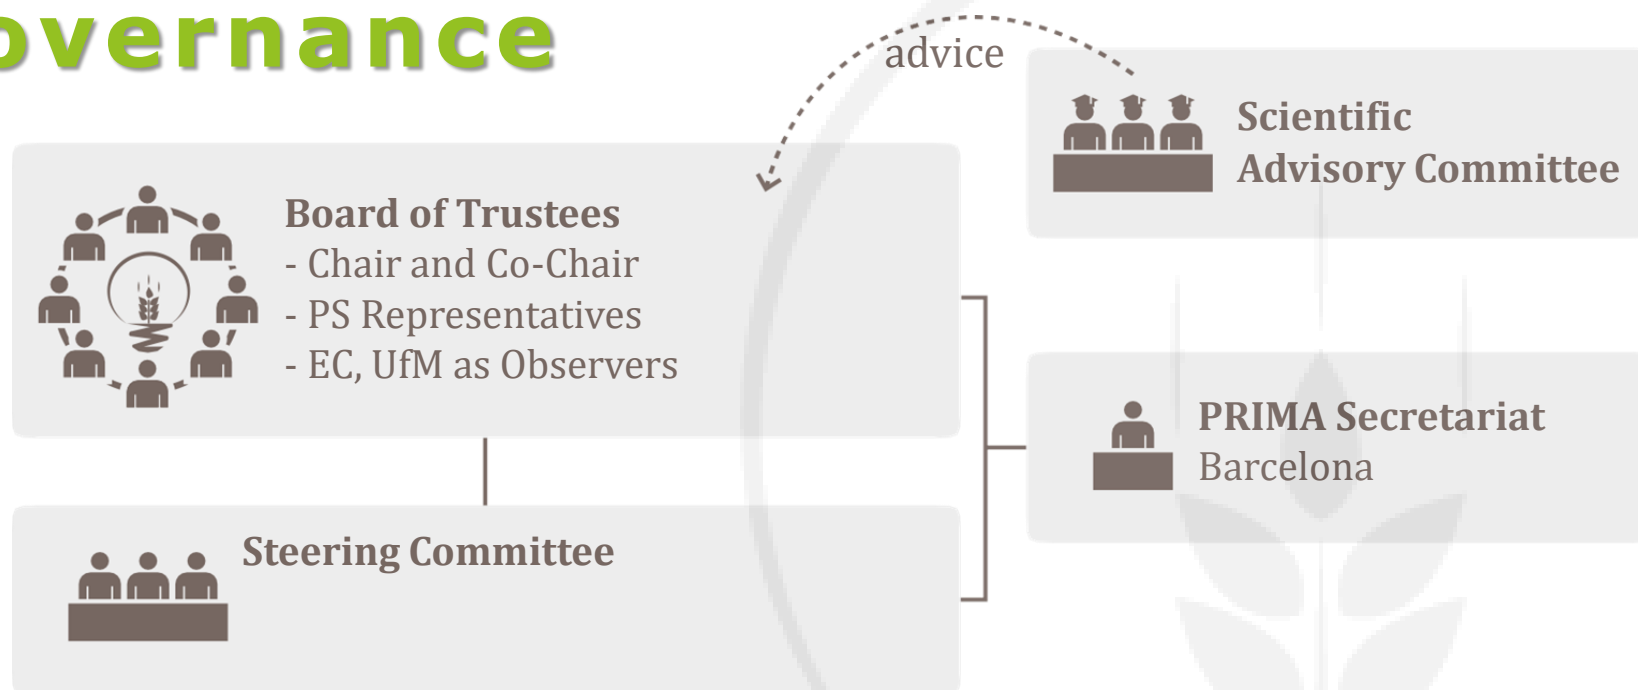 overnance
advice
Scientific
Advisory Committee
Board of Trustees
- Chair and Co-Chair
- PS Representatives
- EC, UfM as Observers
PRIMA Secretariat
Barcelona
Steering Committee